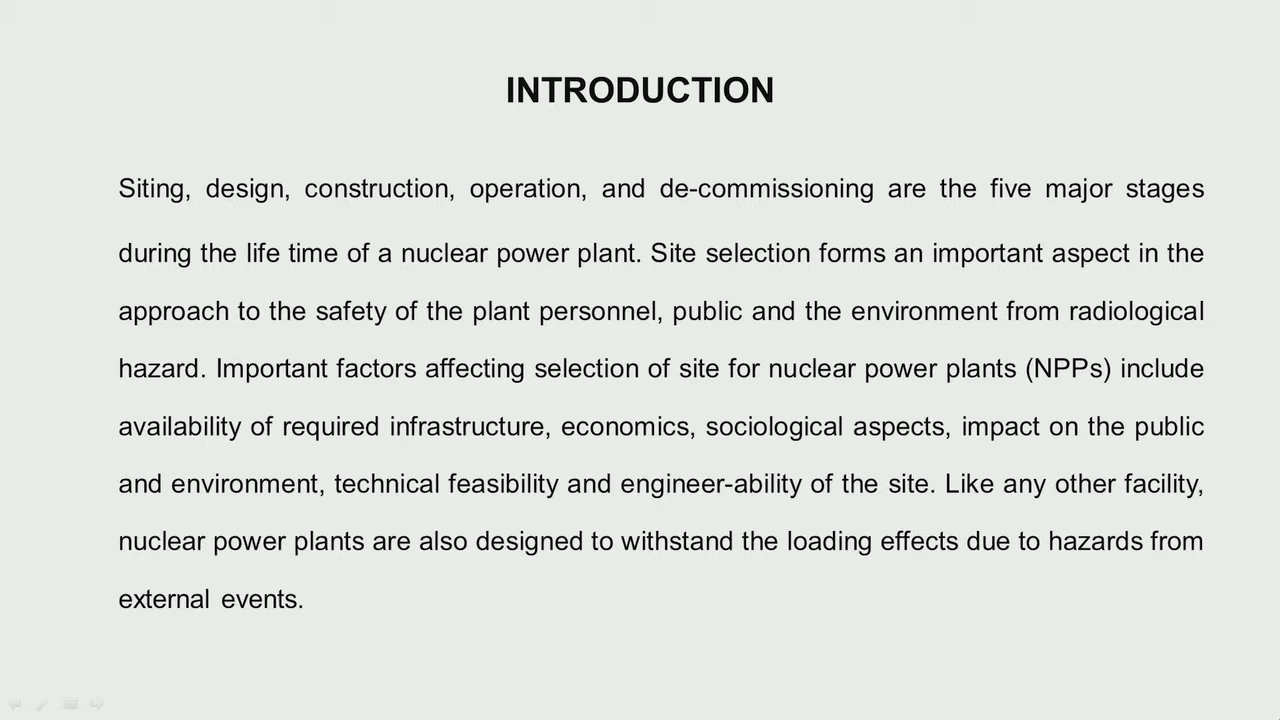 INTRODUCTION
Siting, design, construction, operation, and de-commissioning are the five major stages
during the life time of a nuclear power plant. Site selection forms an important aspect in the
approach to the safety of the plant personnel, public and the environment from radiological
hazard. Important factors affecting selection of site for nuclear power plants (NPPs) include
availability of required infrastructure, economics, sociological aspects, impact on the public
and environment, technical feasibility and engineer-ability of the site. Like any other facility,
nuclear power plants are also designed to withstand the loading effects due to hazards from
external events.